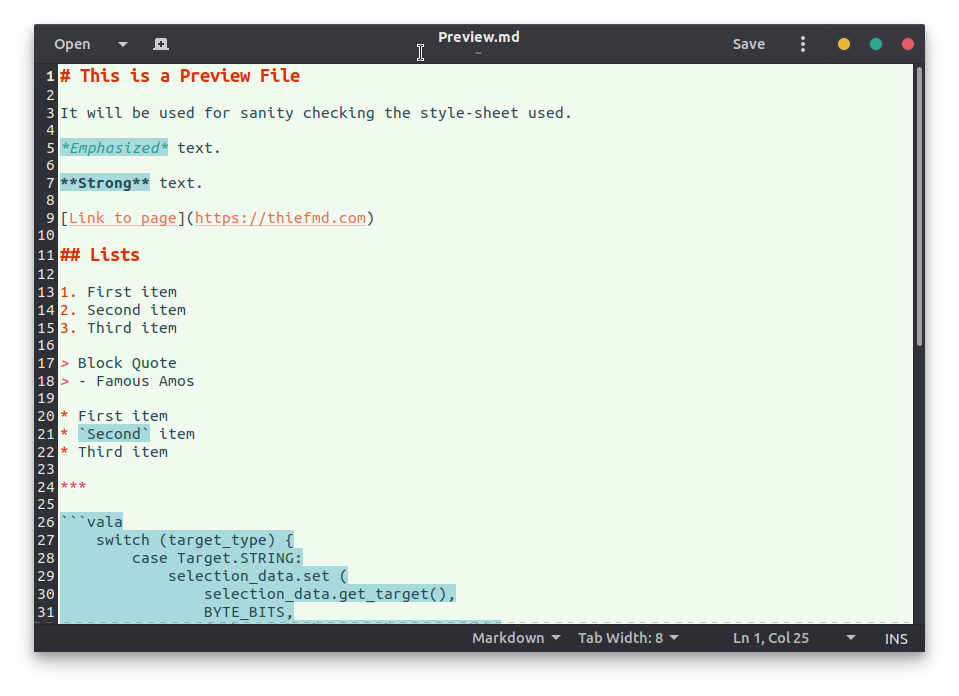 Open
Preview.md
~
Save
1 # This is a Preview File
2
3 It will be used for sanity checking the style-sheet used.
4
5 *Emphasized* text.
6
7 **Strong** text.
8
9 [Link to page](https://thiefmd.com)
10
11 ## Lists
12
13 1. First item
14 2. Second item
15 3. Third item
16
17 > Block Quote
18 > - Famous Amos
19
20 * First item
21 * `Second` item
22 * Third item
23
24 ***
25
26 ```vala
27     switch (target_type) {
28         case Target.STRING:
29             selection_data.set (
30                 selection_data.get_target(),
31                 BYTE_BITS,
Markdown Tab Width: 8 Ln 1, Col 25 INS